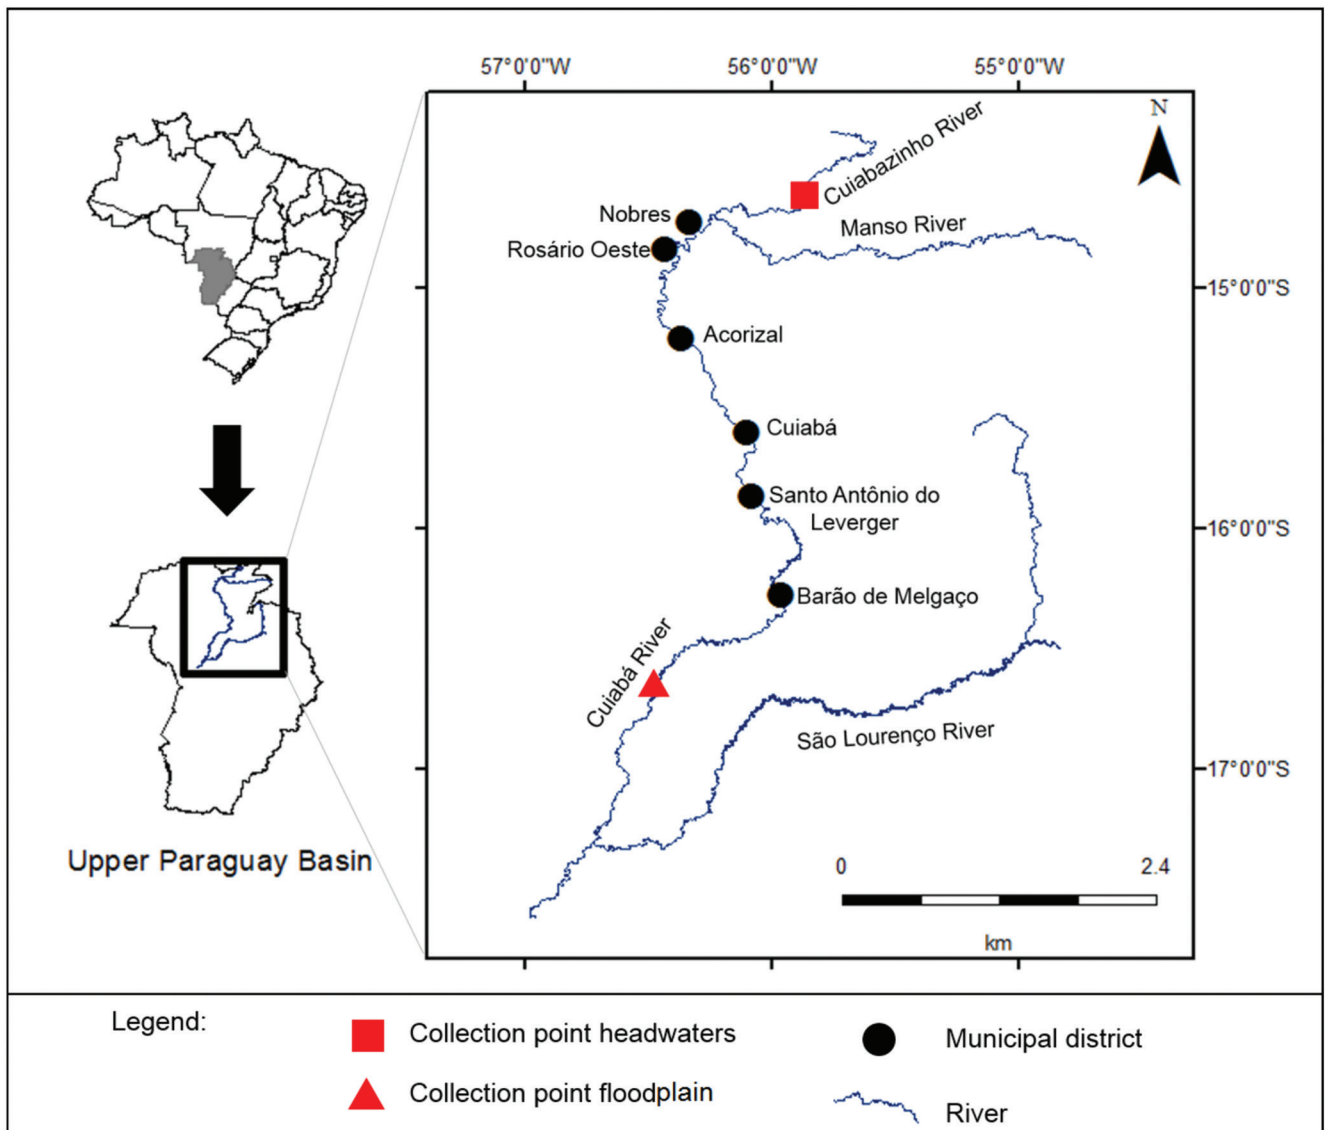 57°0'0"W
56°0'0"W
55°0'0"W
N
Cuiabazinho River
Nobres
Manso River
Rosário Oeste
15°0'0"S
Acorizal
Cuiabá
Santo Antônio do
Leverger
16°0'0"S
Barão de Melgaço
Cuiabá River
São Lourenço River
17°0'0"S
Upper Paraguay Basin
0
2.4
km
Legend:
Collection point headwaters
Municipal district
Collection point floodplain
River